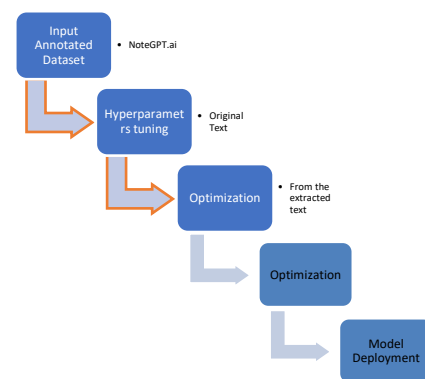 Input
Annotated
Dataset
• NoteGPT.ai
Hyperparamet
rs tuning
• Original
Text
Optimization
• From the
extracted
text
Optimization
Model
Deployment